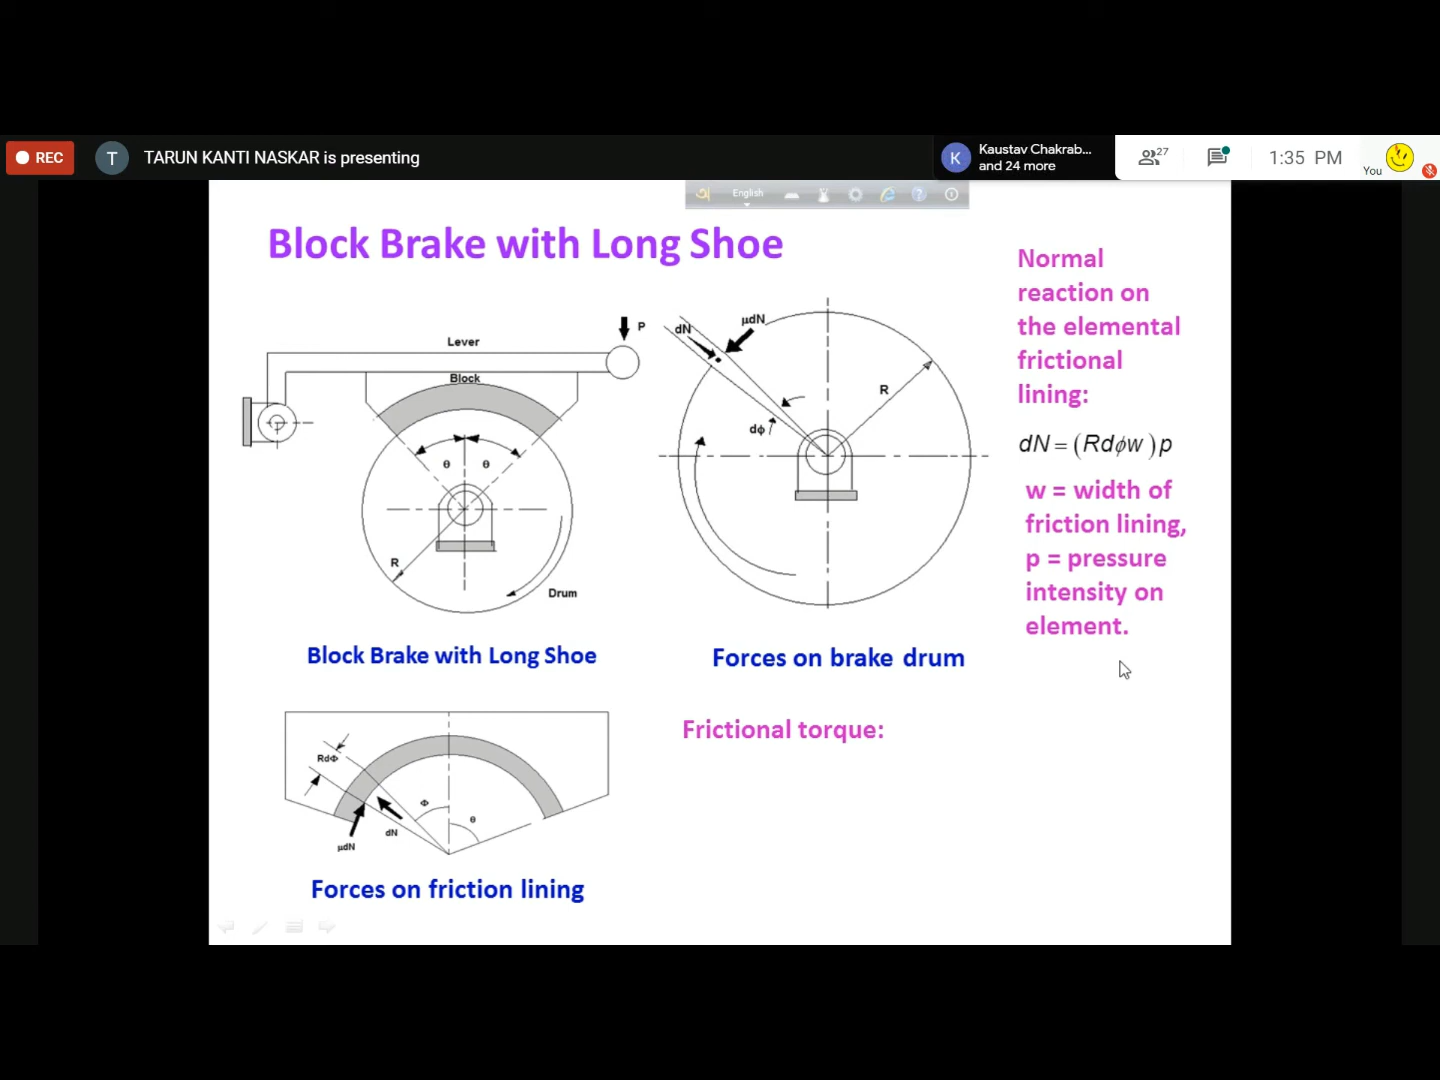 REC
T
TARUN KANTI NASKAR is presenting
K
Kaustav Chakrab...
and 24 more
27
1:35 PM
You
English
Block Brake with Long Shoe
Lever
P
Block
θ θ
R
Drum
Block Brake with Long Shoe
dN
μdN
R
dϕ
Forces on brake drum
Normal
reaction on
the elemental
frictional
lining:
dN = (Rdϕw)p
w = width of
friction lining,
p = pressure
intensity on
element.
RdΦ
Φ
θ
dN
μdN
Forces on friction lining
Frictional torque: